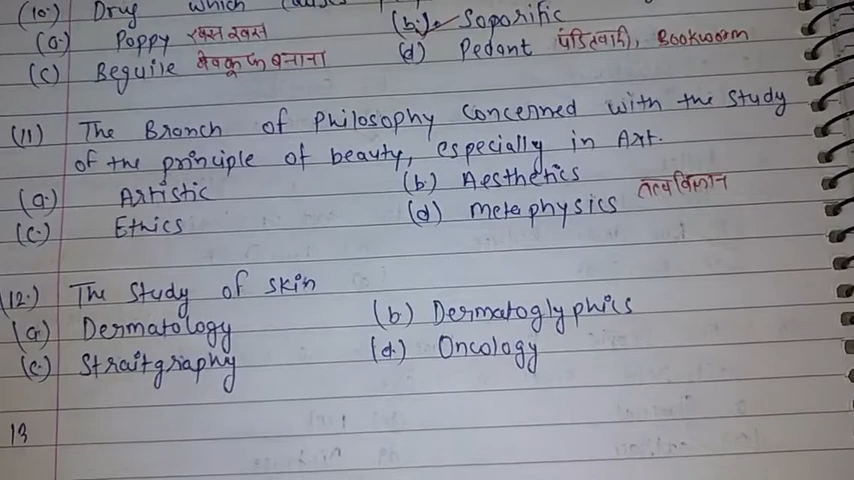 (10.) Drug which
(a.) Poppy खस खस (b.) Soporific
(c) Beguile बेवकूफ बनाना (d) Pedant पंडितवादी, Bookworm
(11) The Branch of Philosophy concerned with the study
of the principle of beauty, especially in Art.
(a.) Artistic (b.) Aesthetics
(c.) Ethics (d) metaphysics तत्वविज्ञान
(12.) The Study of Skin
(a) Dermatology (b) Dermatoglyphics
(c.) Straitgraphy (d.) Oncology
13